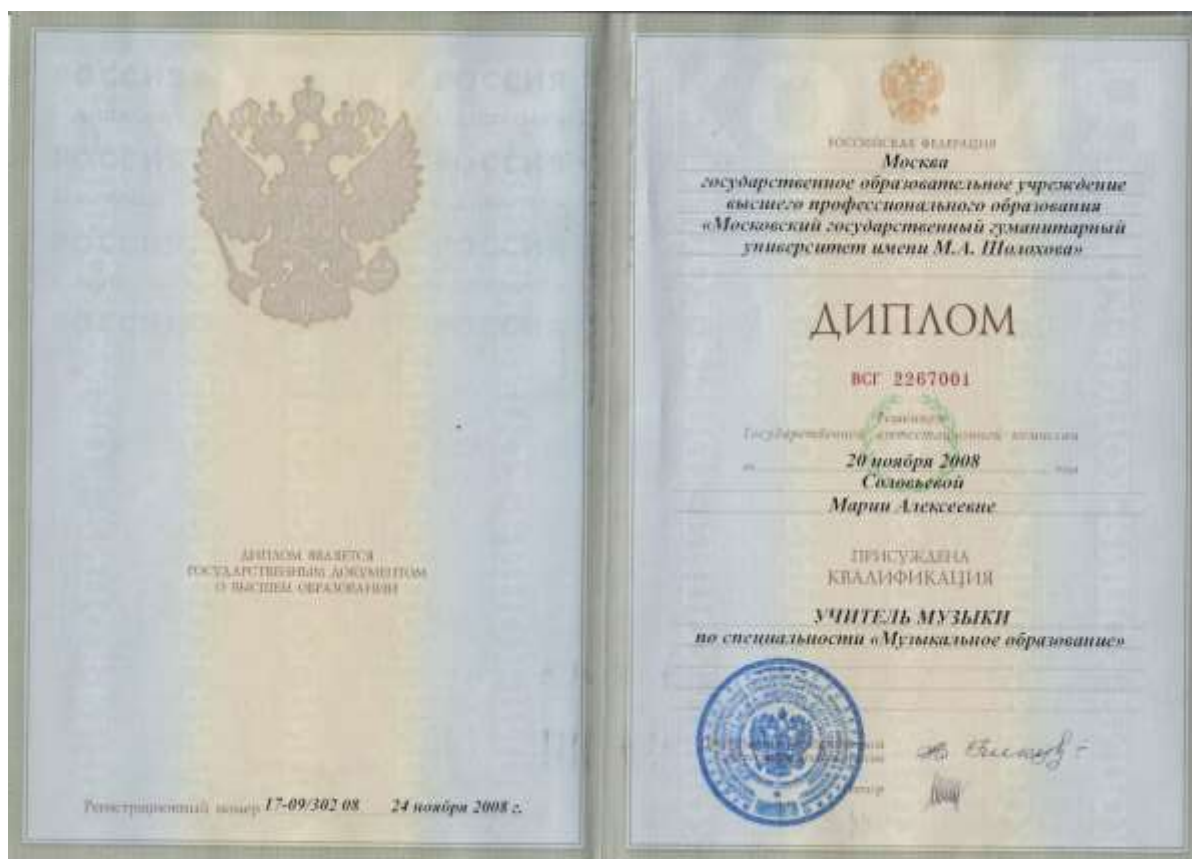 ДИПЛОМ ЯВЛЯЕТСЯ
ГОСУДАРСТВЕННЫМ ДОКУМЕНТОМ
О ВЫСШЕМ ОБРАЗОВАНИИ
Регистрационный номер 17-09/302 08 24 ноября 2008 г.
РОССИЙСКАЯ ФЕДЕРАЦИЯ
Москва
государственное образовательное учреждение
высшего профессионального образования
«Московский государственный гуманитарный
университет имени М.А. Шолохова»
ДИПЛОМ
ВСГ 2267001
Решением
Государственной аттестационной комиссии
от 20 ноября 2008 года
Соловьевой
Марии Алексеевне
ПРИСУЖДЕНА
КВАЛИФИКАЦИЯ
УЧИТЕЛЬ МУЗЫКИ
по специальности «Музыкальное образование»